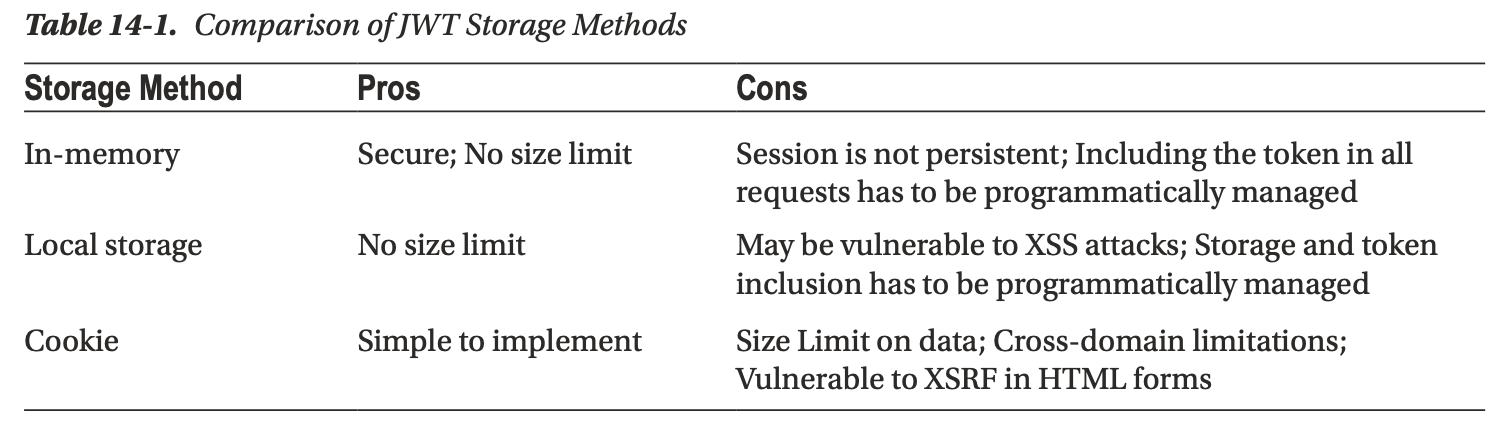 Table 14-1. Comparison of JWT Storage Methods
Storage Method Pros Cons
In-memory Secure; No size limit Session is not persistent; Including the token in all
requests has to be programmatically managed
Local storage No size limit May be vulnerable to XSS attacks; Storage and token
inclusion has to be programmatically managed
Cookie Simple to implement Size Limit on data; Cross-domain limitations;
Vulnerable to XSRF in HTML forms